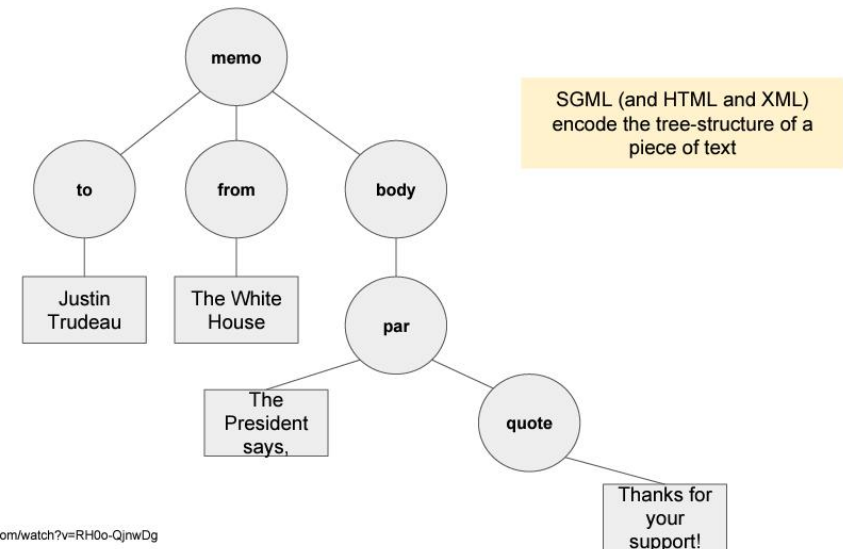 memo
SGML (and HTML and XML)
encode the tree-structure of a
piece of text
to
from
body
Justin
Trudeau
The White
House
par
The
President
says,
quote
Thanks for
your
support!
om/watch?v=RH0o-QjnwDg